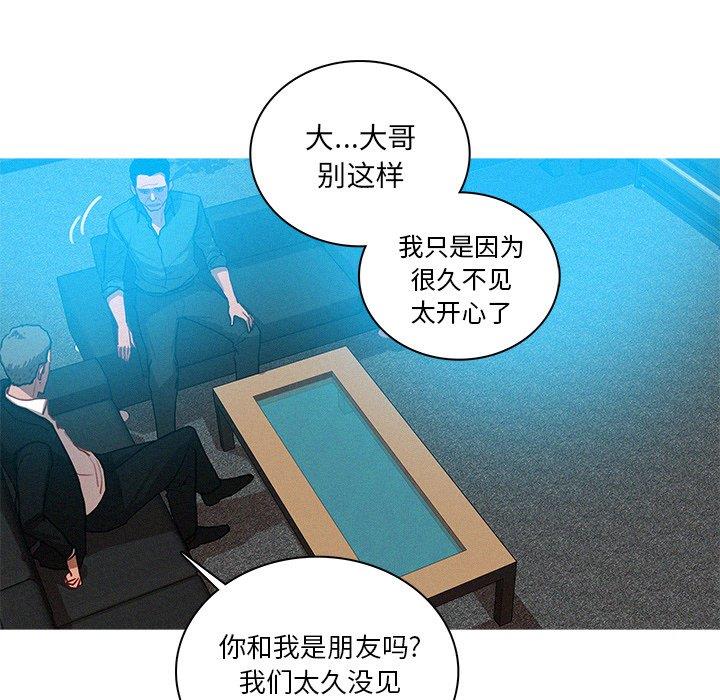 大...大哥
别这样
我只是因为
很久不见
太开心了
你和我是朋友吗?
我们太久没见